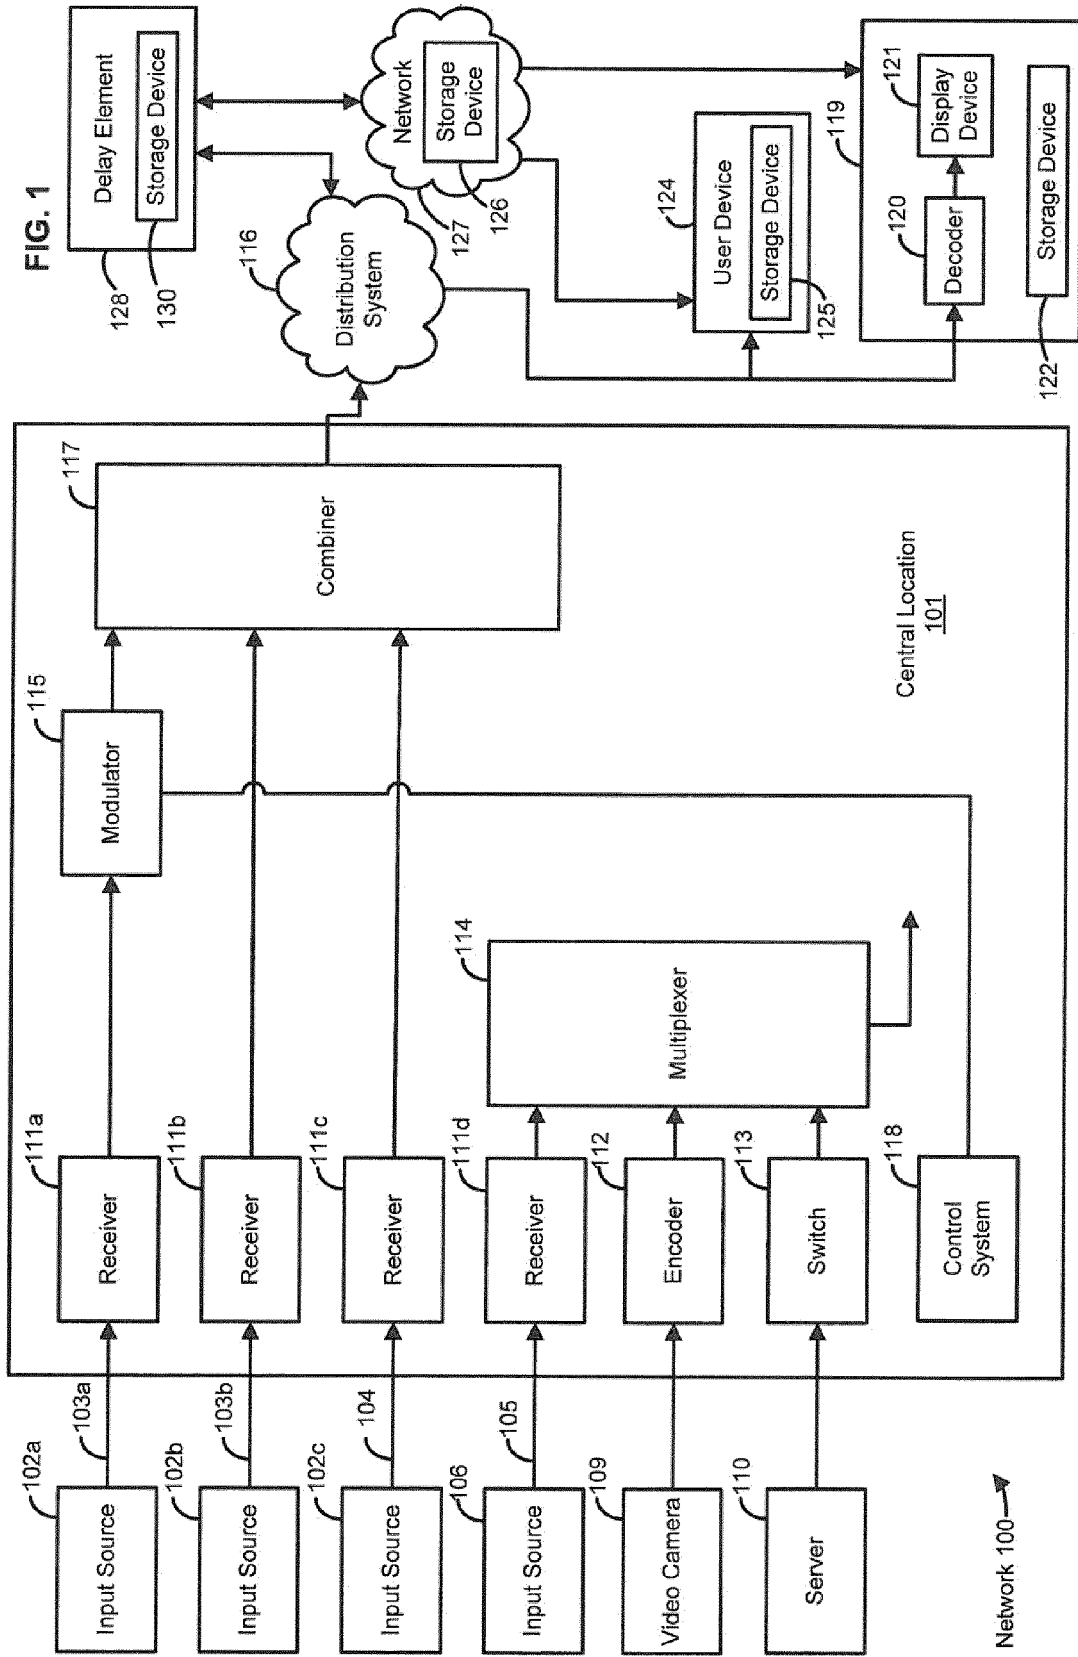 FIG. 1
Input Source
102a
103a
Receiver
111a
Modulator
115
Combiner
117
Input Source
102b
103b
Receiver
111b
Input Source
102c
104
Receiver
111c
Input Source
106
105
Receiver
111d
Video Camera
109
Encoder
112
Server
110
Switch
113
Multiplexer
114
Control
System
118
Central Location
101
Network 100
Distribution
System
116
Delay Element
Storage Device
128
130
Network
Storage
Device
127
126
User Device
Storage Device
124
125
119
Decoder
120
Display
Device
121
Storage Device
122